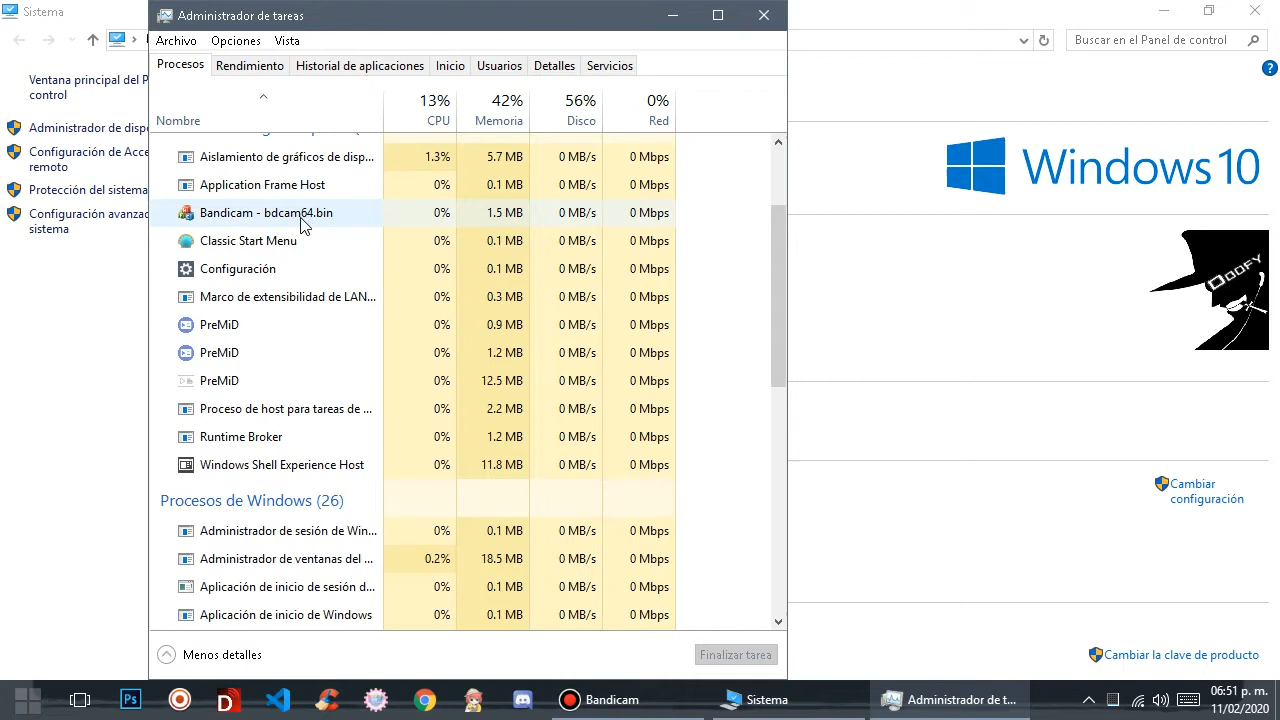 Sistema
Administrador de tareas
Archivo Opciones Vista
Buscar en el Panel de control
Procesos Rendimiento Historial de aplicaciones Inicio Usuarios Detalles Servicios
Ventana principal del P
control
Administrador de disp
Configuración de Acce
remoto
Protección del sistema
Configuración avanzad
sistema
13% 42% 56% 0%
Nombre CPU Memoria Disco Red
Aislamiento de gráficos de disp... 1.3% 5.7 MB 0 MB/s 0 Mbps
Application Frame Host 0% 0.1 MB 0 MB/s 0 Mbps
Bandicam - bdcam64.bin 0% 1.5 MB 0 MB/s 0 Mbps
Classic Start Menu 0% 0.1 MB 0 MB/s 0 Mbps
Configuración 0% 0.1 MB 0 MB/s 0 Mbps
Marco de extensibilidad de LAN... 0% 0.3 MB 0 MB/s 0 Mbps
PreMiD 0% 0.9 MB 0 MB/s 0 Mbps
PreMiD 0% 1.2 MB 0 MB/s 0 Mbps
PreMiD 0% 12.5 MB 0 MB/s 0 Mbps
Proceso de host para tareas de ... 0% 2.2 MB 0 MB/s 0 Mbps
Runtime Broker 0% 1.2 MB 0 MB/s 0 Mbps
Windows Shell Experience Host 0% 11.8 MB 0 MB/s 0 Mbps
Procesos de Windows (26)
Administrador de sesión de Win... 0% 0.1 MB 0 MB/s 0 Mbps
Administrador de ventanas del ... 0.2% 18.5 MB 0 MB/s 0 Mbps
Aplicación de inicio de sesión d... 0% 0.1 MB 0 MB/s 0 Mbps
Aplicación de inicio de Windows 0% 0.1 MB 0 MB/s 0 Mbps
Menos detalles
Finalizar tarea
Windows 10
Cambiar
configuración
Cambiar la clave de producto
Ps
Bandicam
Sistema
Administrador de t...
06:51 p. m.
11/02/2020